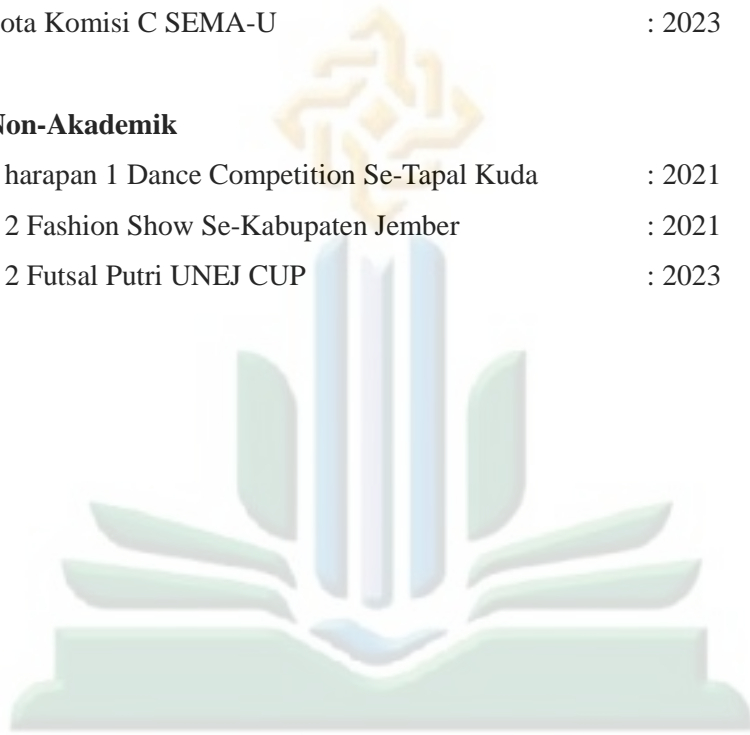 ota Komisi C SEMA-U : 2023
Non-Akademik
harapan 1 Dance Competition Se-Tapal Kuda : 2021
2 Fashion Show Se-Kabupaten Jember : 2021
2 Futsal Putri UNEJ CUP : 2023